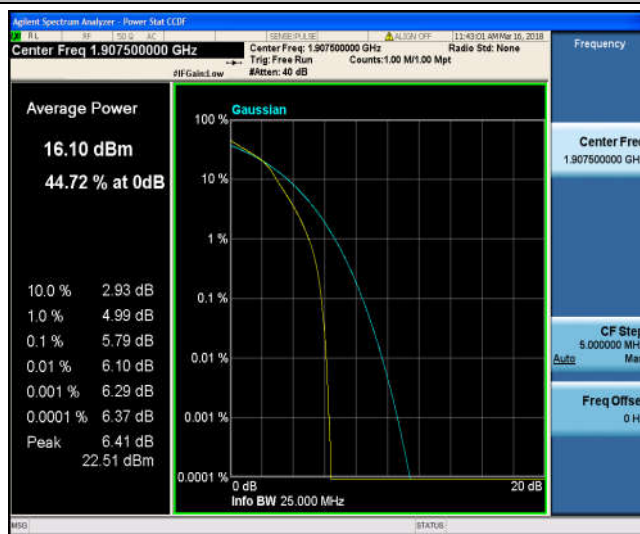 Agilent Spectrum Analyzer - Power Stat CCDF
RL RF 50 Ω AC SENSE:PULSE ALIGN OFF 11:43:01 AM Mar 16, 2018
Center Freq 1.907500000 GHz
Center Freq: 1.907500000 GHz Radio Std: None
Trig: Free Run Counts:1.00 M/1.00 Mpt
#IFGain:Low #Atten: 40 dB
Frequency
Average Power
16.10 dBm
44.72 % at 0dB
10.0 % 2.93 dB
1.0 % 4.99 dB
0.1 % 5.79 dB
0.01 % 6.10 dB
0.001 % 6.29 dB
0.0001 % 6.37 dB
Peak 6.41 dB
22.51 dBm
Gaussian
100 %
10 %
1 %
0.1 %
0.01 %
0.001 %
0.0001 %
0 dB 20 dB
Info BW 25.000 MHz
Center Fre
1.907500000 GH
CF Step
5.000000 MH
Auto Ma
Freq Offse
0 H
MSG STATUS